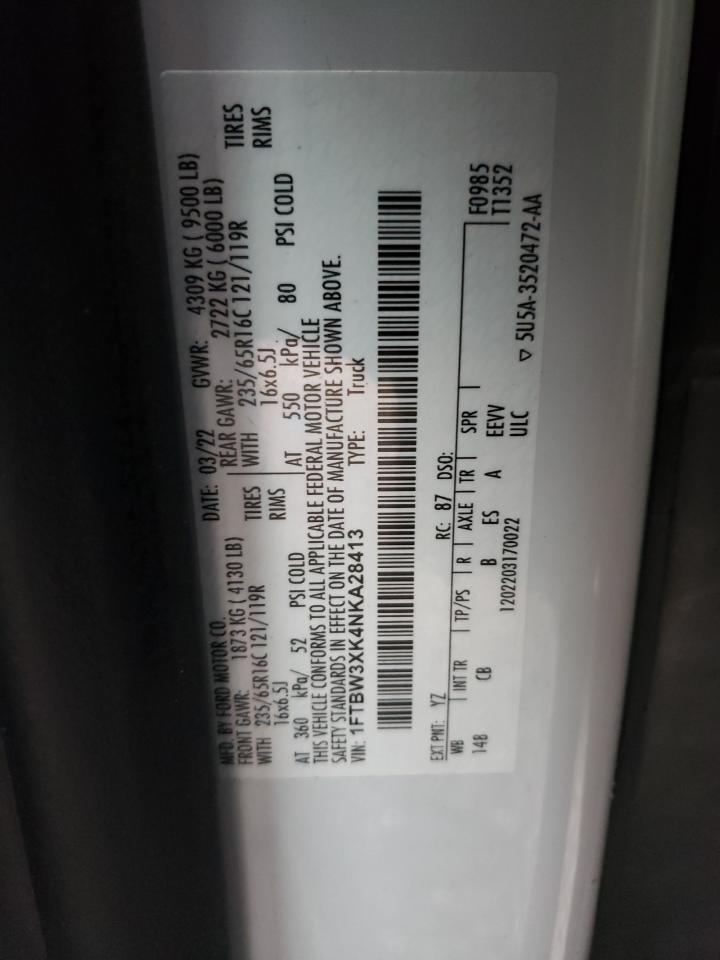 MFD. BY FORD MOTOR CO.
DATE: 03/22 GVWR: 4309 KG ( 9500 LB)
FRONT GAWR: 1873 KG ( 4130 LB) REAR GAWR: 2722 KG ( 6000 LB)
WITH 235/65R16C 121/119R TIRES WITH 235/65R16C 121/119R TIRES
16x6.5J RIMS 16x6.5J RIMS
AT 360 kPa/ 52 PSI COLD AT 550 kPa/ 80 PSI COLD
THIS VEHICLE CONFORMS TO ALL APPLICABLE FEDERAL MOTOR VEHICLE
SAFETY STANDARDS IN EFFECT ON THE DATE OF MANUFACTURE SHOWN ABOVE.
VIN: 1FTBW3XK4NKA28413 TYPE: Truck
EXT PNT: YZ RC: 87 DSO: F0985
WB INT TR TP/PS R AXLE TR SPR T1352
148 CB B ES A EEVV
1202203170022 ULC
▽ 5U5A-3520472-AA